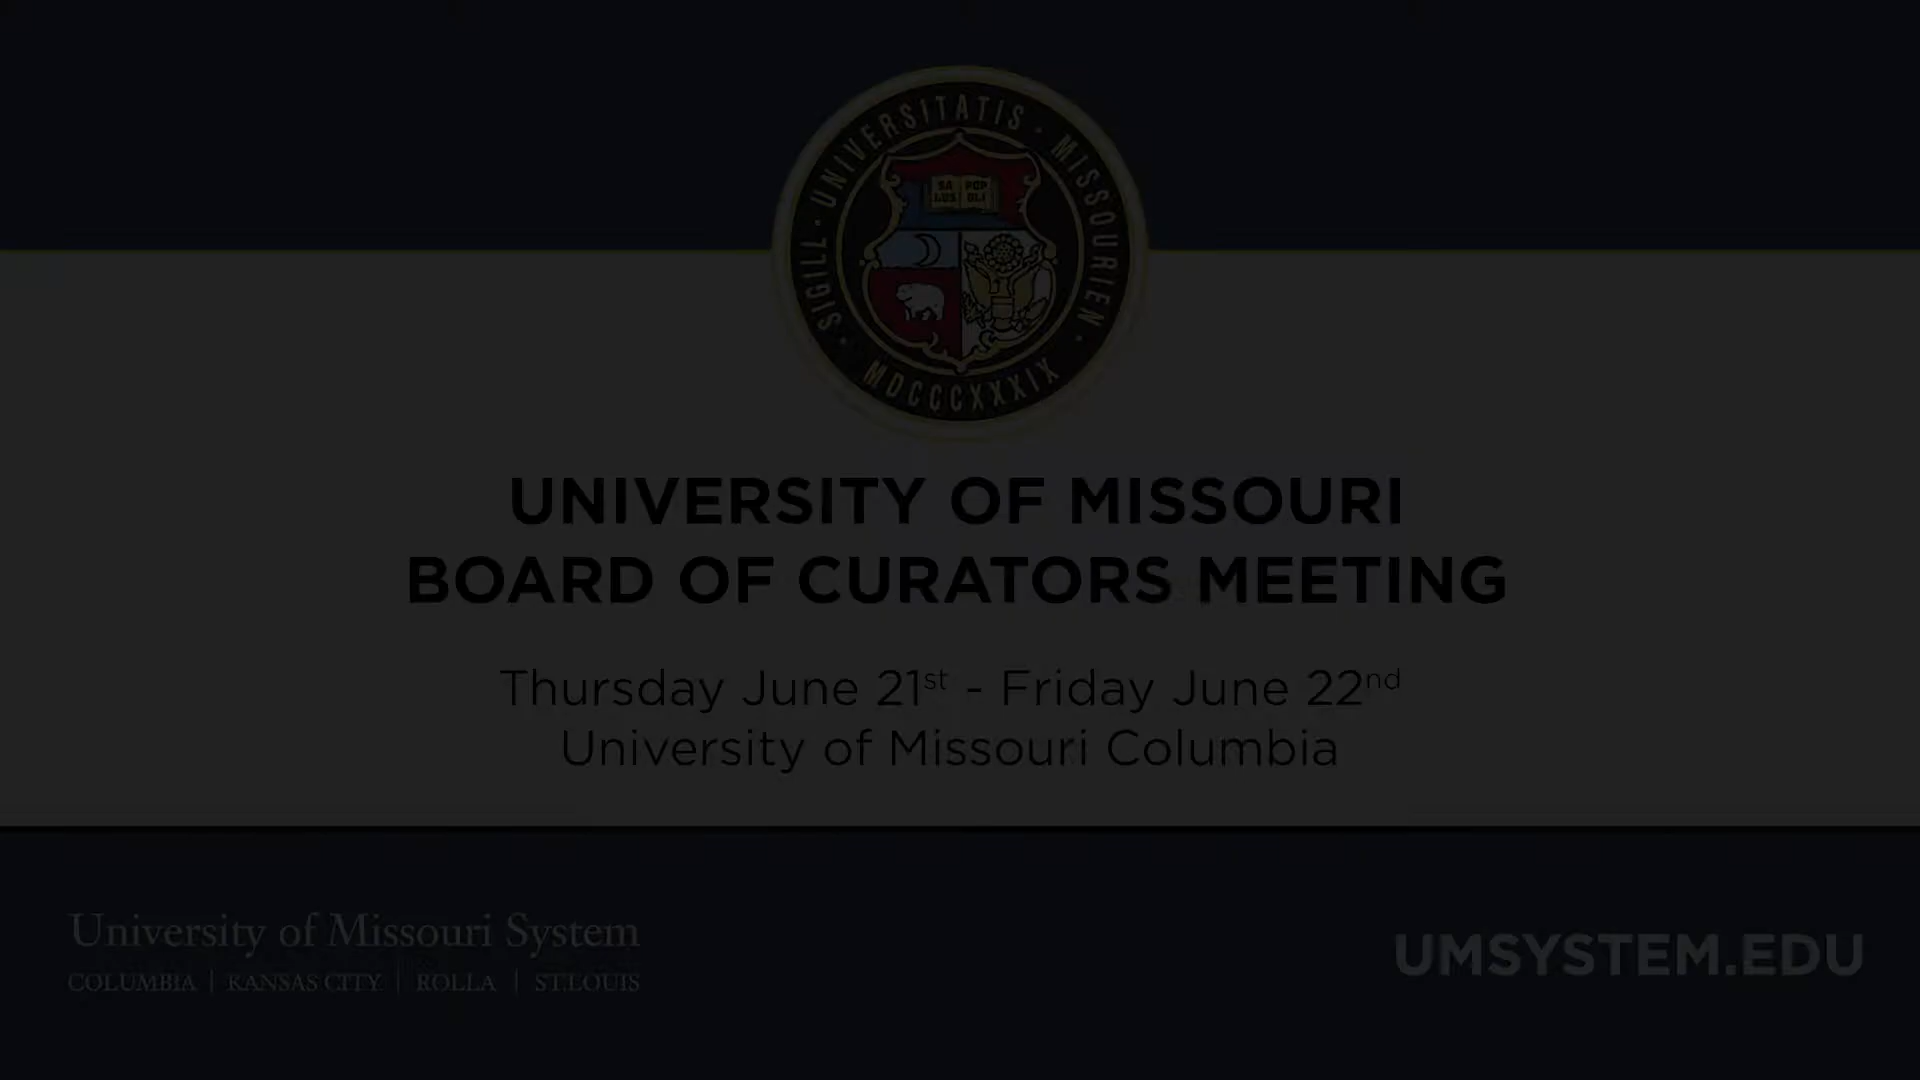 SIGILL · UNIVERSITATIS · MISSOURIEN ·
SA POP
LUS OLI
MDCCCXXXIX
UNIVERSITY OF MISSOURI
BOARD OF CURATORS MEETING
Thursday June 21st - Friday June 22nd
University of Missouri Columbia
University of Missouri System
COLUMBIA | KANSAS CITY | ROLLA | ST.LOUIS
UMSYSTEM.EDU